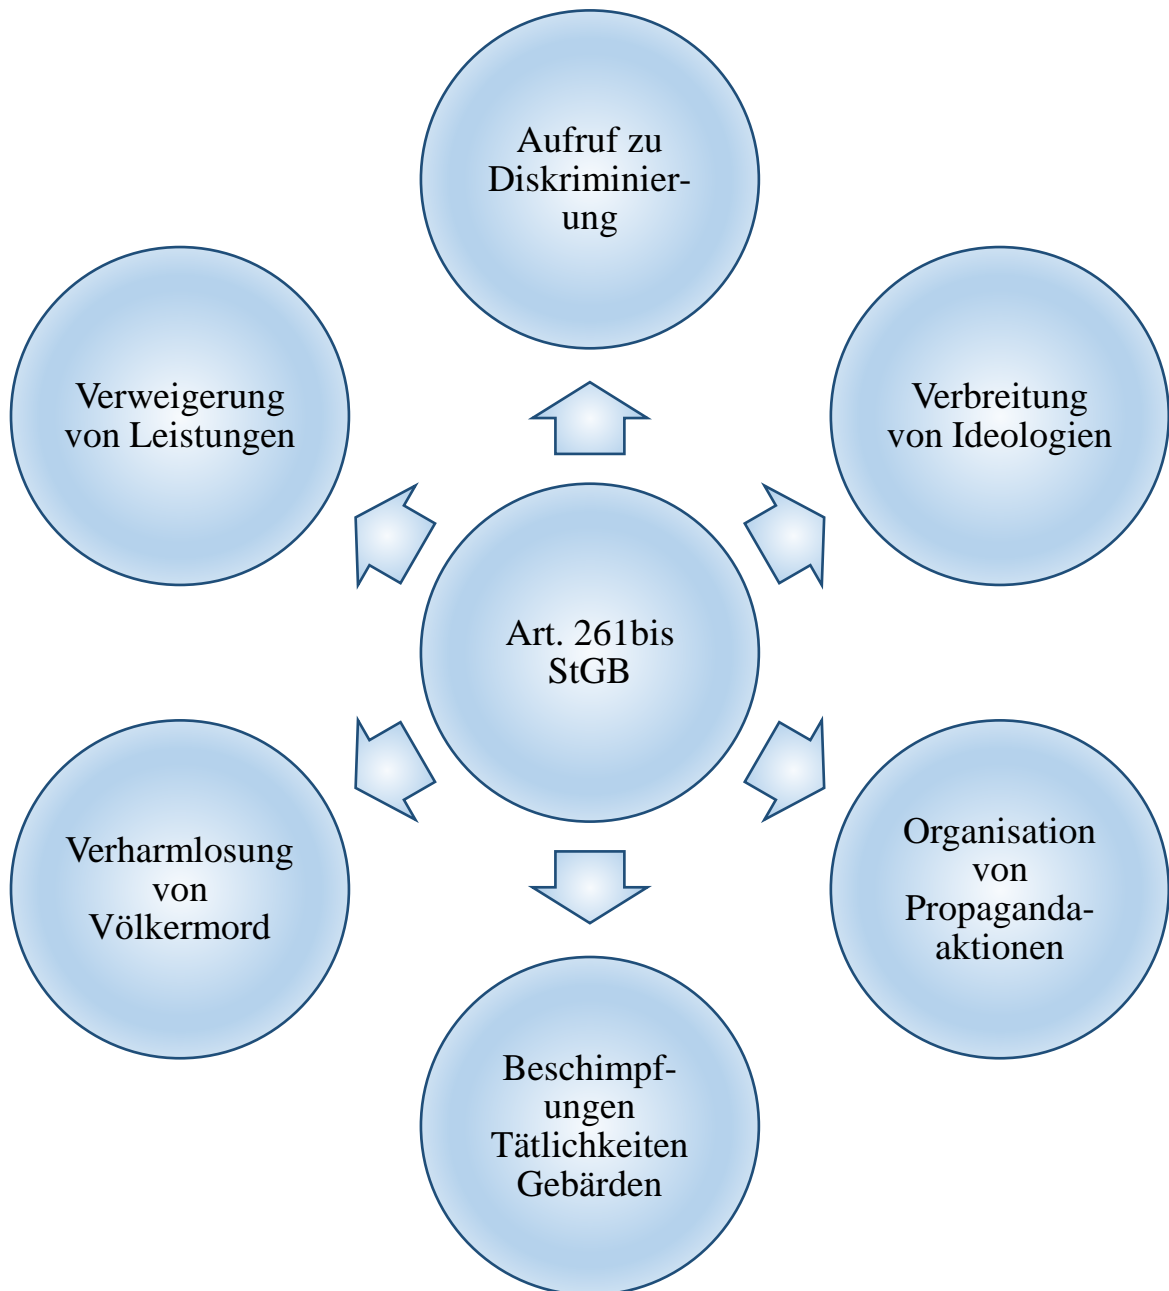 Aufruf zu
Diskriminier-
ung
Verweigerung
von Leistungen
Verbreitung
von Ideologien
Art. 261bis
StGB
Verharmlosung
von
Völkermord
Organisation
von
Propaganda-
aktionen
Beschimpf-
ungen
Tätlichkeiten
Gebärden